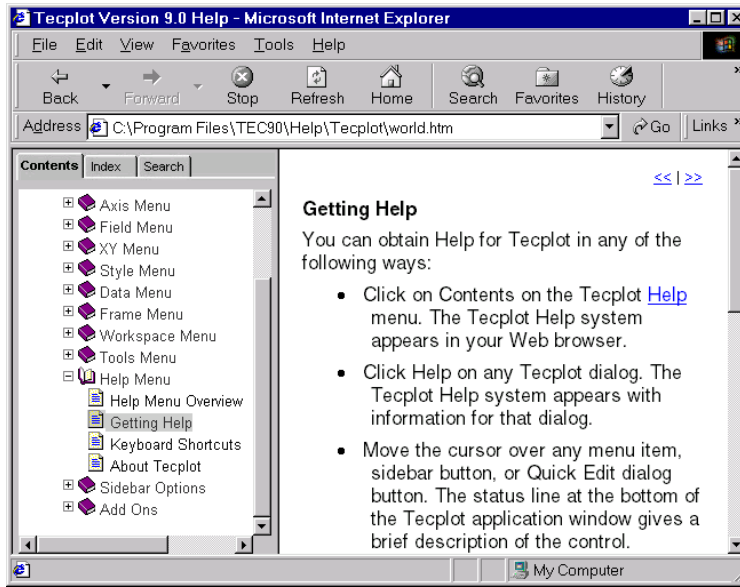 Tecplot Version 9.0 Help - Microsoft Internet Explorer
File Edit View Favorites Tools Help
Back Forward Stop Refresh Home Search Favorites History »
Address C:\Program Files\TEC90\Help\Tecplot\world.htm Go Links »
Contents Index Search
Axis Menu
Field Menu
XY Menu
Style Menu
Data Menu
Frame Menu
Workspace Menu
Tools Menu
Help Menu
Help Menu Overview
Getting Help
Keyboard Shortcuts
About Tecplot
Sidebar Options
Add Ons
<< | >>
Getting Help
You can obtain Help for Tecplot in any of the
following ways:
• Click on Contents on the Tecplot Help
menu. The Tecplot Help system
appears in your Web browser.
• Click Help on any Tecplot dialog. The
Tecplot Help system appears with
information for that dialog.
• Move the cursor over any menu item,
sidebar button, or Quick Edit dialog
button. The status line at the bottom of
the Tecplot application window gives a
brief description of the control.
My Computer